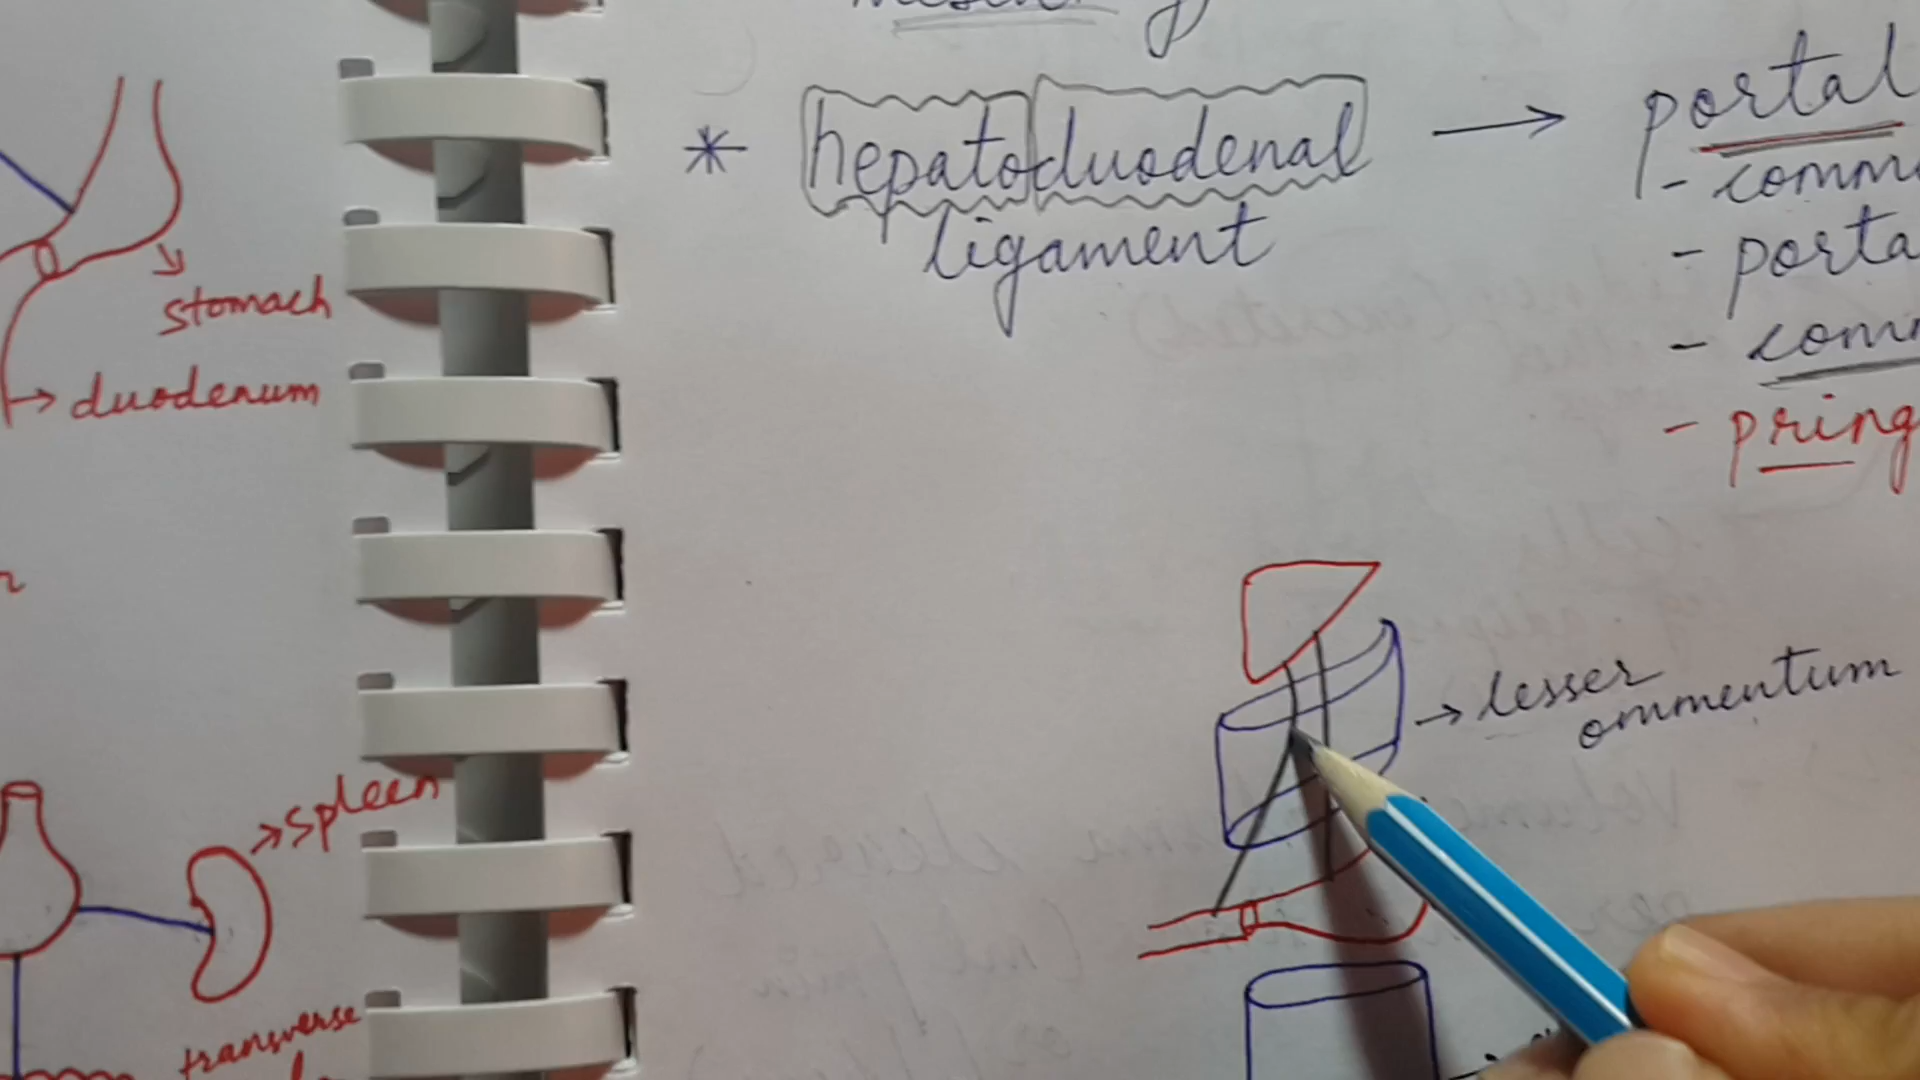 stomach
duodenum
spleen
transverse
* hepatoduodenal
ligament
→ portal
- comm
- porta
- comm
- pring
→ lesser
ommentum